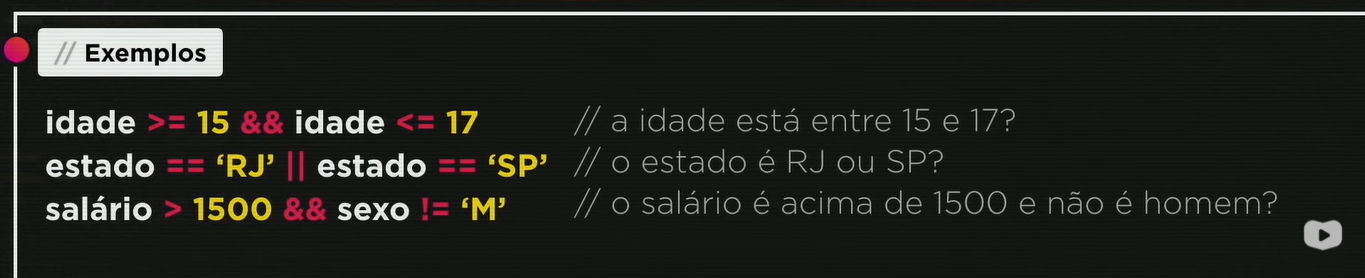 // Exemplos
idade >= 15 && idade <= 17 // a idade está entre 15 e 17?
estado == ‘RJ’ || estado == ‘SP’ // o estado é RJ ou SP?
salário > 1500 && sexo != ‘M’ // o salário é acima de 1500 e não é homem?